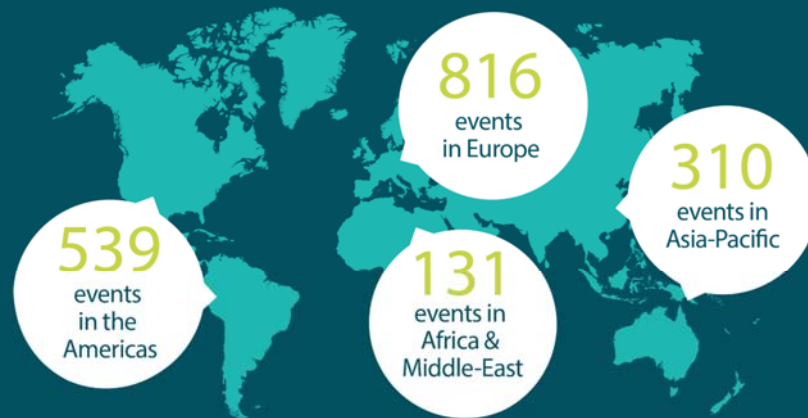 816
events
in Europe
310
events in
Asia-Pacific
539
events
in the
Americas
131
events in
Africa &
Middle-East